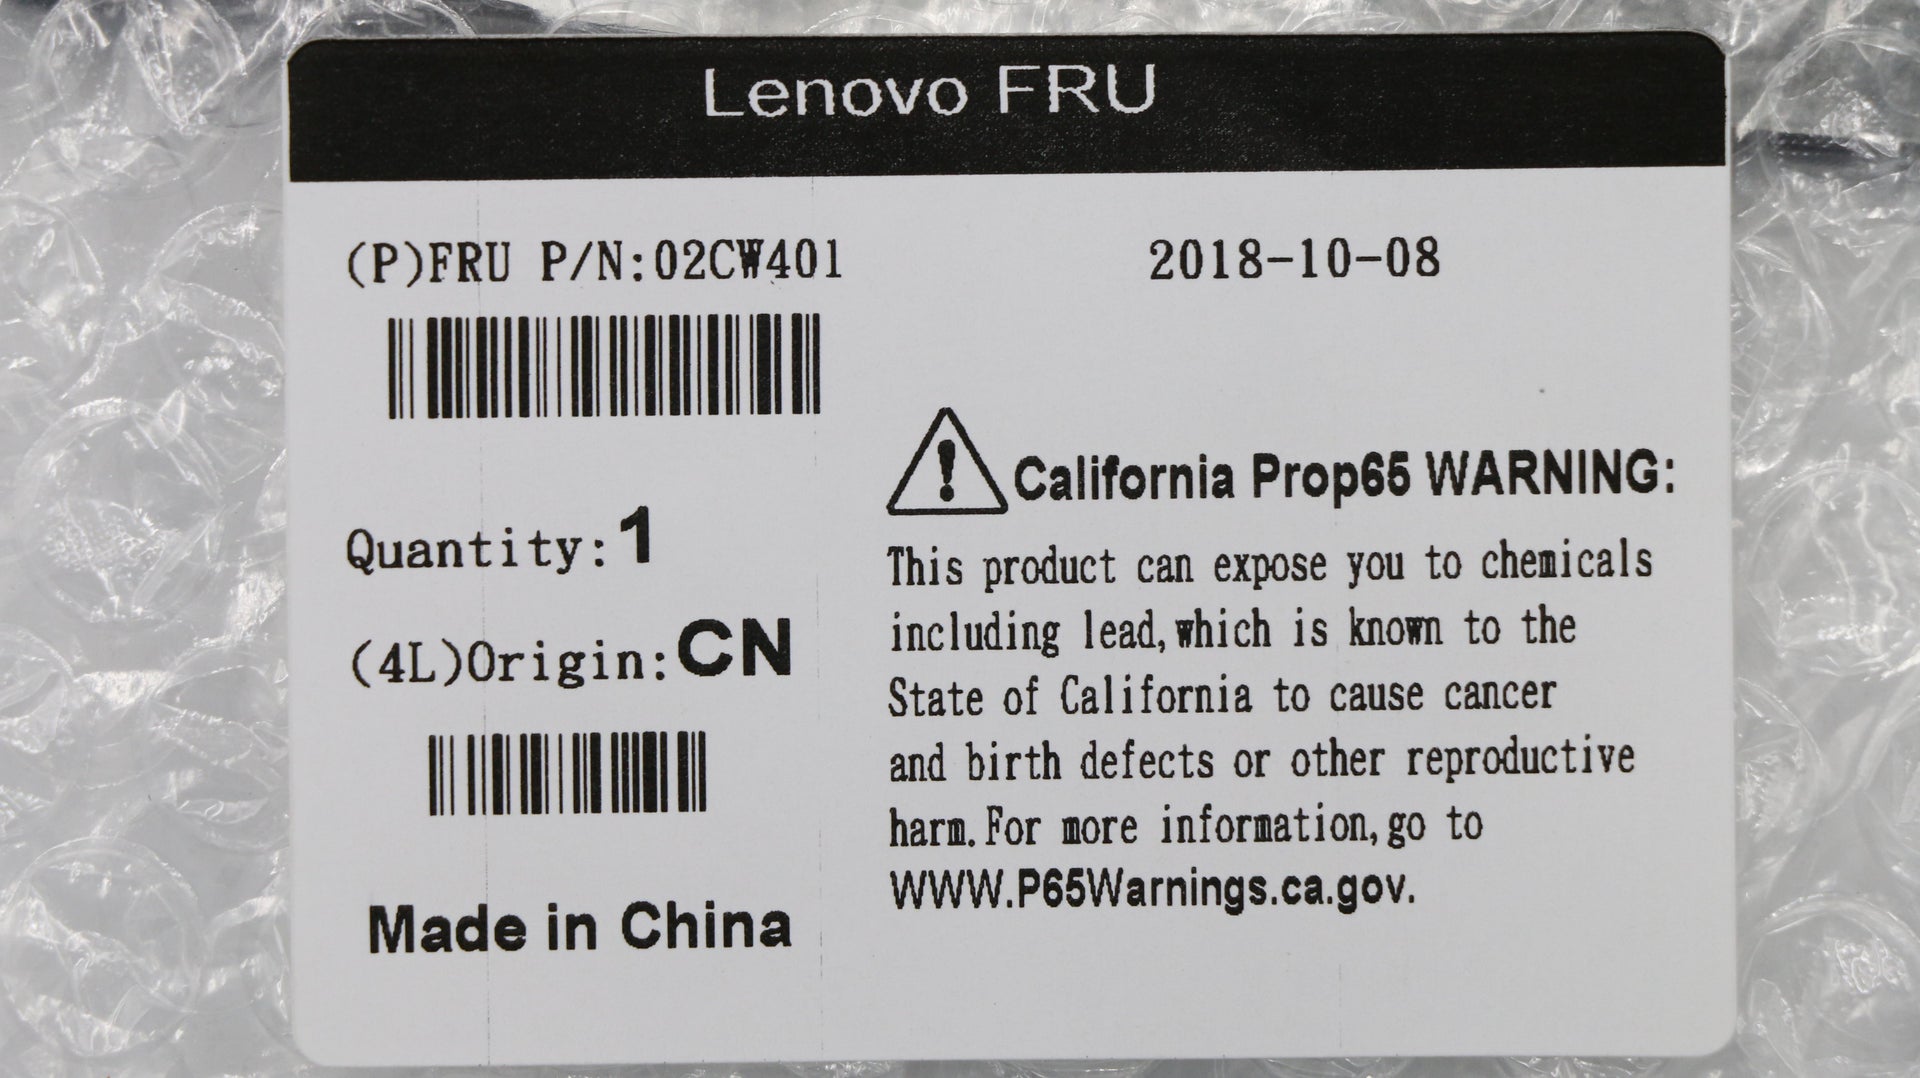 Lenovo FRU
(P)FRU P/N:02CW401
2018-10-08
Quantity:1
(4L)Origin:CN
Made in China
California Prop65 WARNING:
This product can expose you to chemicals
including lead,which is known to the
State of California to cause cancer
and birth defects or other reproductive
harm.For more information,go to
WWW.P65Warnings.ca.gov.